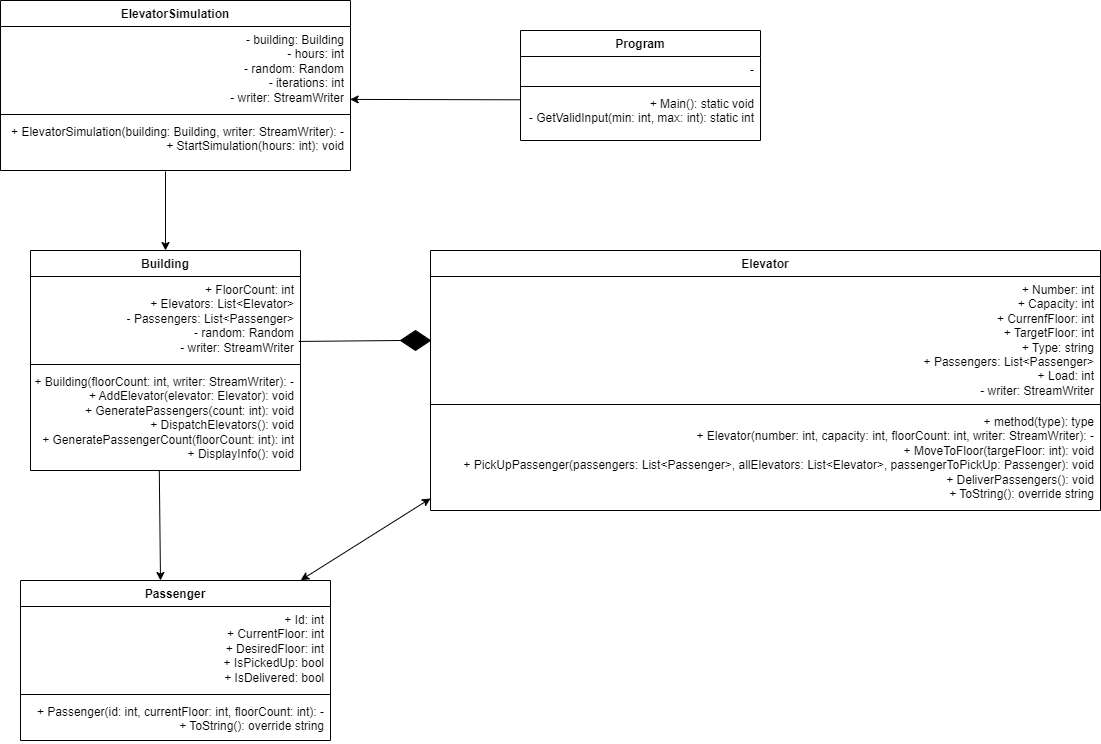 ElevatorSimulation
- building: Building
- hours: int
- random: Random
- iterations: int
- writer: StreamWriter
+ ElevatorSimulation(building: Building, writer: StreamWriter): -
+ StartSimulation(hours: int): void
Program
-
+ Main(): static void
- GetValidInput(min: int, max: int): static int
Building
+ FloorCount: int
+ Elevators: List<Elevator>
- Passengers: List<Passenger>
- random: Random
- writer: StreamWriter
+ Building(floorCount: int, writer: StreamWriter): -
+ AddElevator(elevator: Elevator): void
+ GeneratePassengers(count: int): void
+ DispatchElevators(): void
+ GeneratePassengerCount(floorCount: int): int
+ DisplayInfo(): void
Elevator
+ Number: int
+ Capacity: int
+ CurrenfFloor: int
+ TargetFloor: int
+ Type: string
+ Passengers: List<Passenger>
+ Load: int
- writer: StreamWriter
+ method(type): type
+ Elevator(number: int, capacity: int, floorCount: int, writer: StreamWriter): -
+ MoveToFloor(targeFloor: int): void
+ PickUpPassenger(passengers: List<Passenger>, allElevators: List<Elevator>, passengerToPickUp: Passenger): void
+ DeliverPassengers(): void
+ ToString(): override string
Passenger
+ Id: int
+ CurrentFloor: int
+ DesiredFloor: int
+ IsPickedUp: bool
+ IsDelivered: bool
+ Passenger(id: int, currentFloor: int, floorCount: int): -
+ ToString(): override string